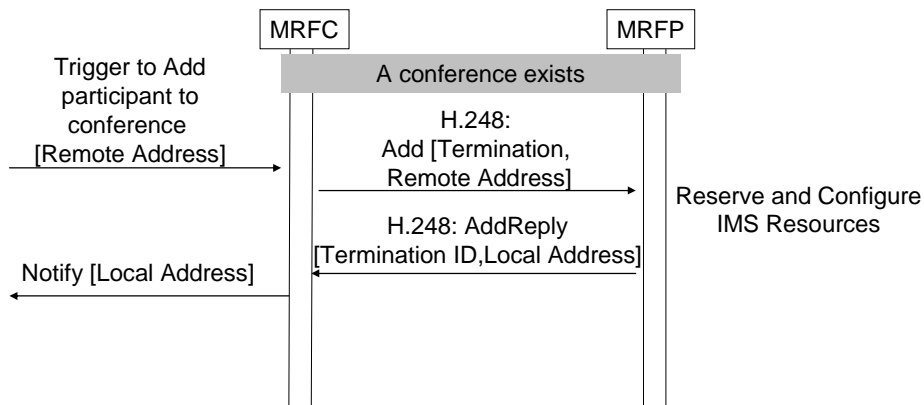 MRFC
MRFP
A conference exists
Trigger to Add
participant to
conference
[Remote Address]
H.248:
Add [Termination,
Remote Address]
Reserve and Configure
IMS Resources
H.248: AddReply
[Termination ID,Local Address]
Notify [Local Address]